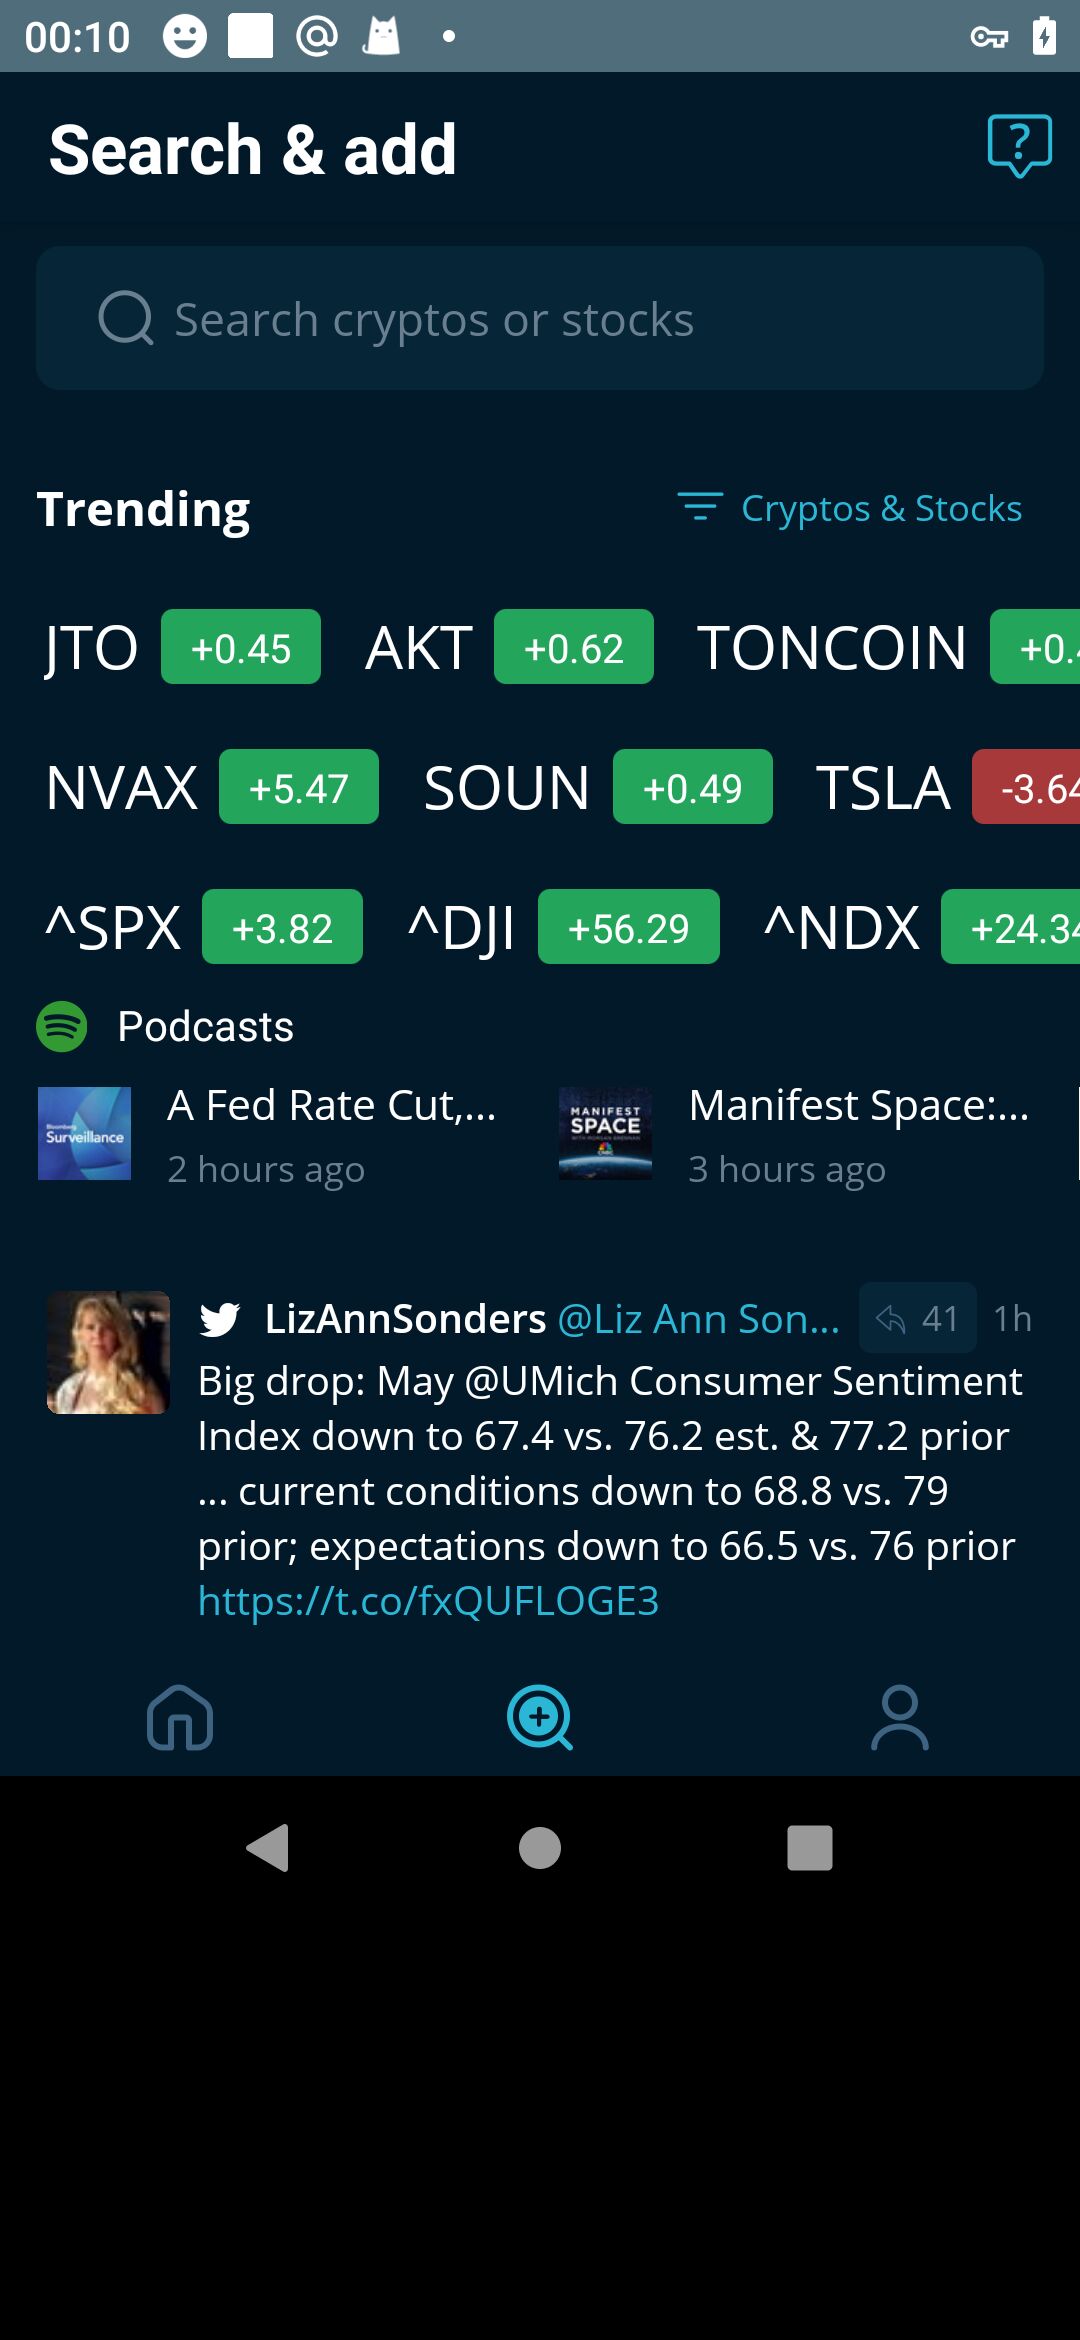 00:10
Search & add
?
Search cryptos or stocks
Trending
Cryptos & Stocks
JTO +0.45 AKT +0.62 TONCOIN +0.4
NVAX +5.47 SOUN +0.49 TSLA -3.64
^SPX +3.82 ^DJI +56.29 ^NDX +24.34
Podcasts
Bloomberg
Surveillance
A Fed Rate Cut,...
2 hours ago
MANIFEST
SPACE
WITH MORGAN BRENNAN
CNBC
Manifest Space:...
3 hours ago
LizAnnSonders @Liz Ann Son... 41 1h
Big drop: May @UMich Consumer Sentiment
Index down to 67.4 vs. 76.2 est. & 77.2 prior
... current conditions down to 68.8 vs. 79
prior; expectations down to 66.5 vs. 76 prior
https://t.co/fxQUFLOGE3